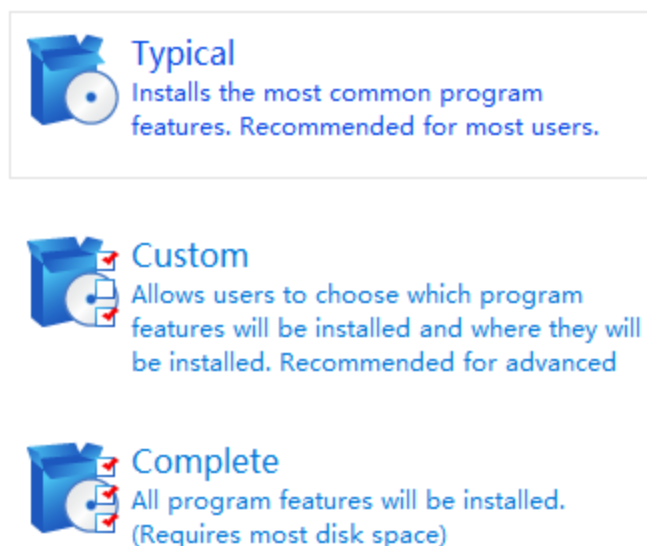 Typical
Installs the most common program
features. Recommended for most users.
Custom
Allows users to choose which program
features will be installed and where they will
be installed. Recommended for advanced
Complete
All program features will be installed.
(Requires most disk space)